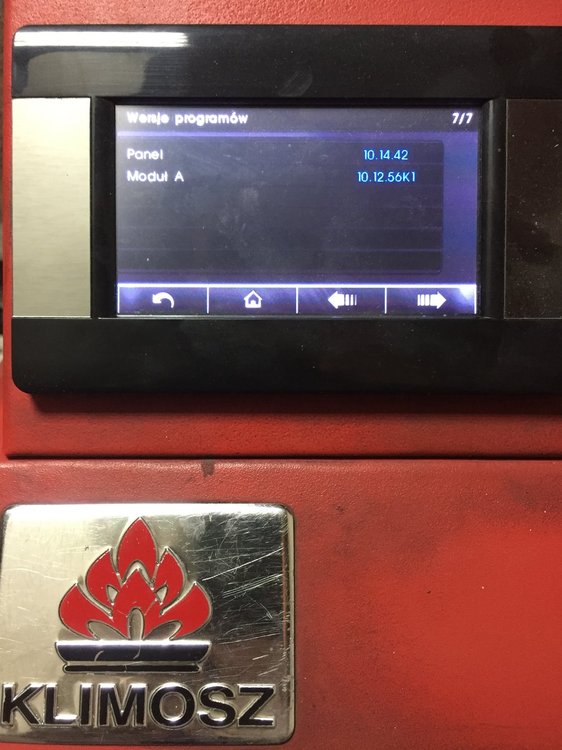 Wersje programów 7/7
Panel 10.14.42
Moduł A 10.12.56K1
KLIMOSZ